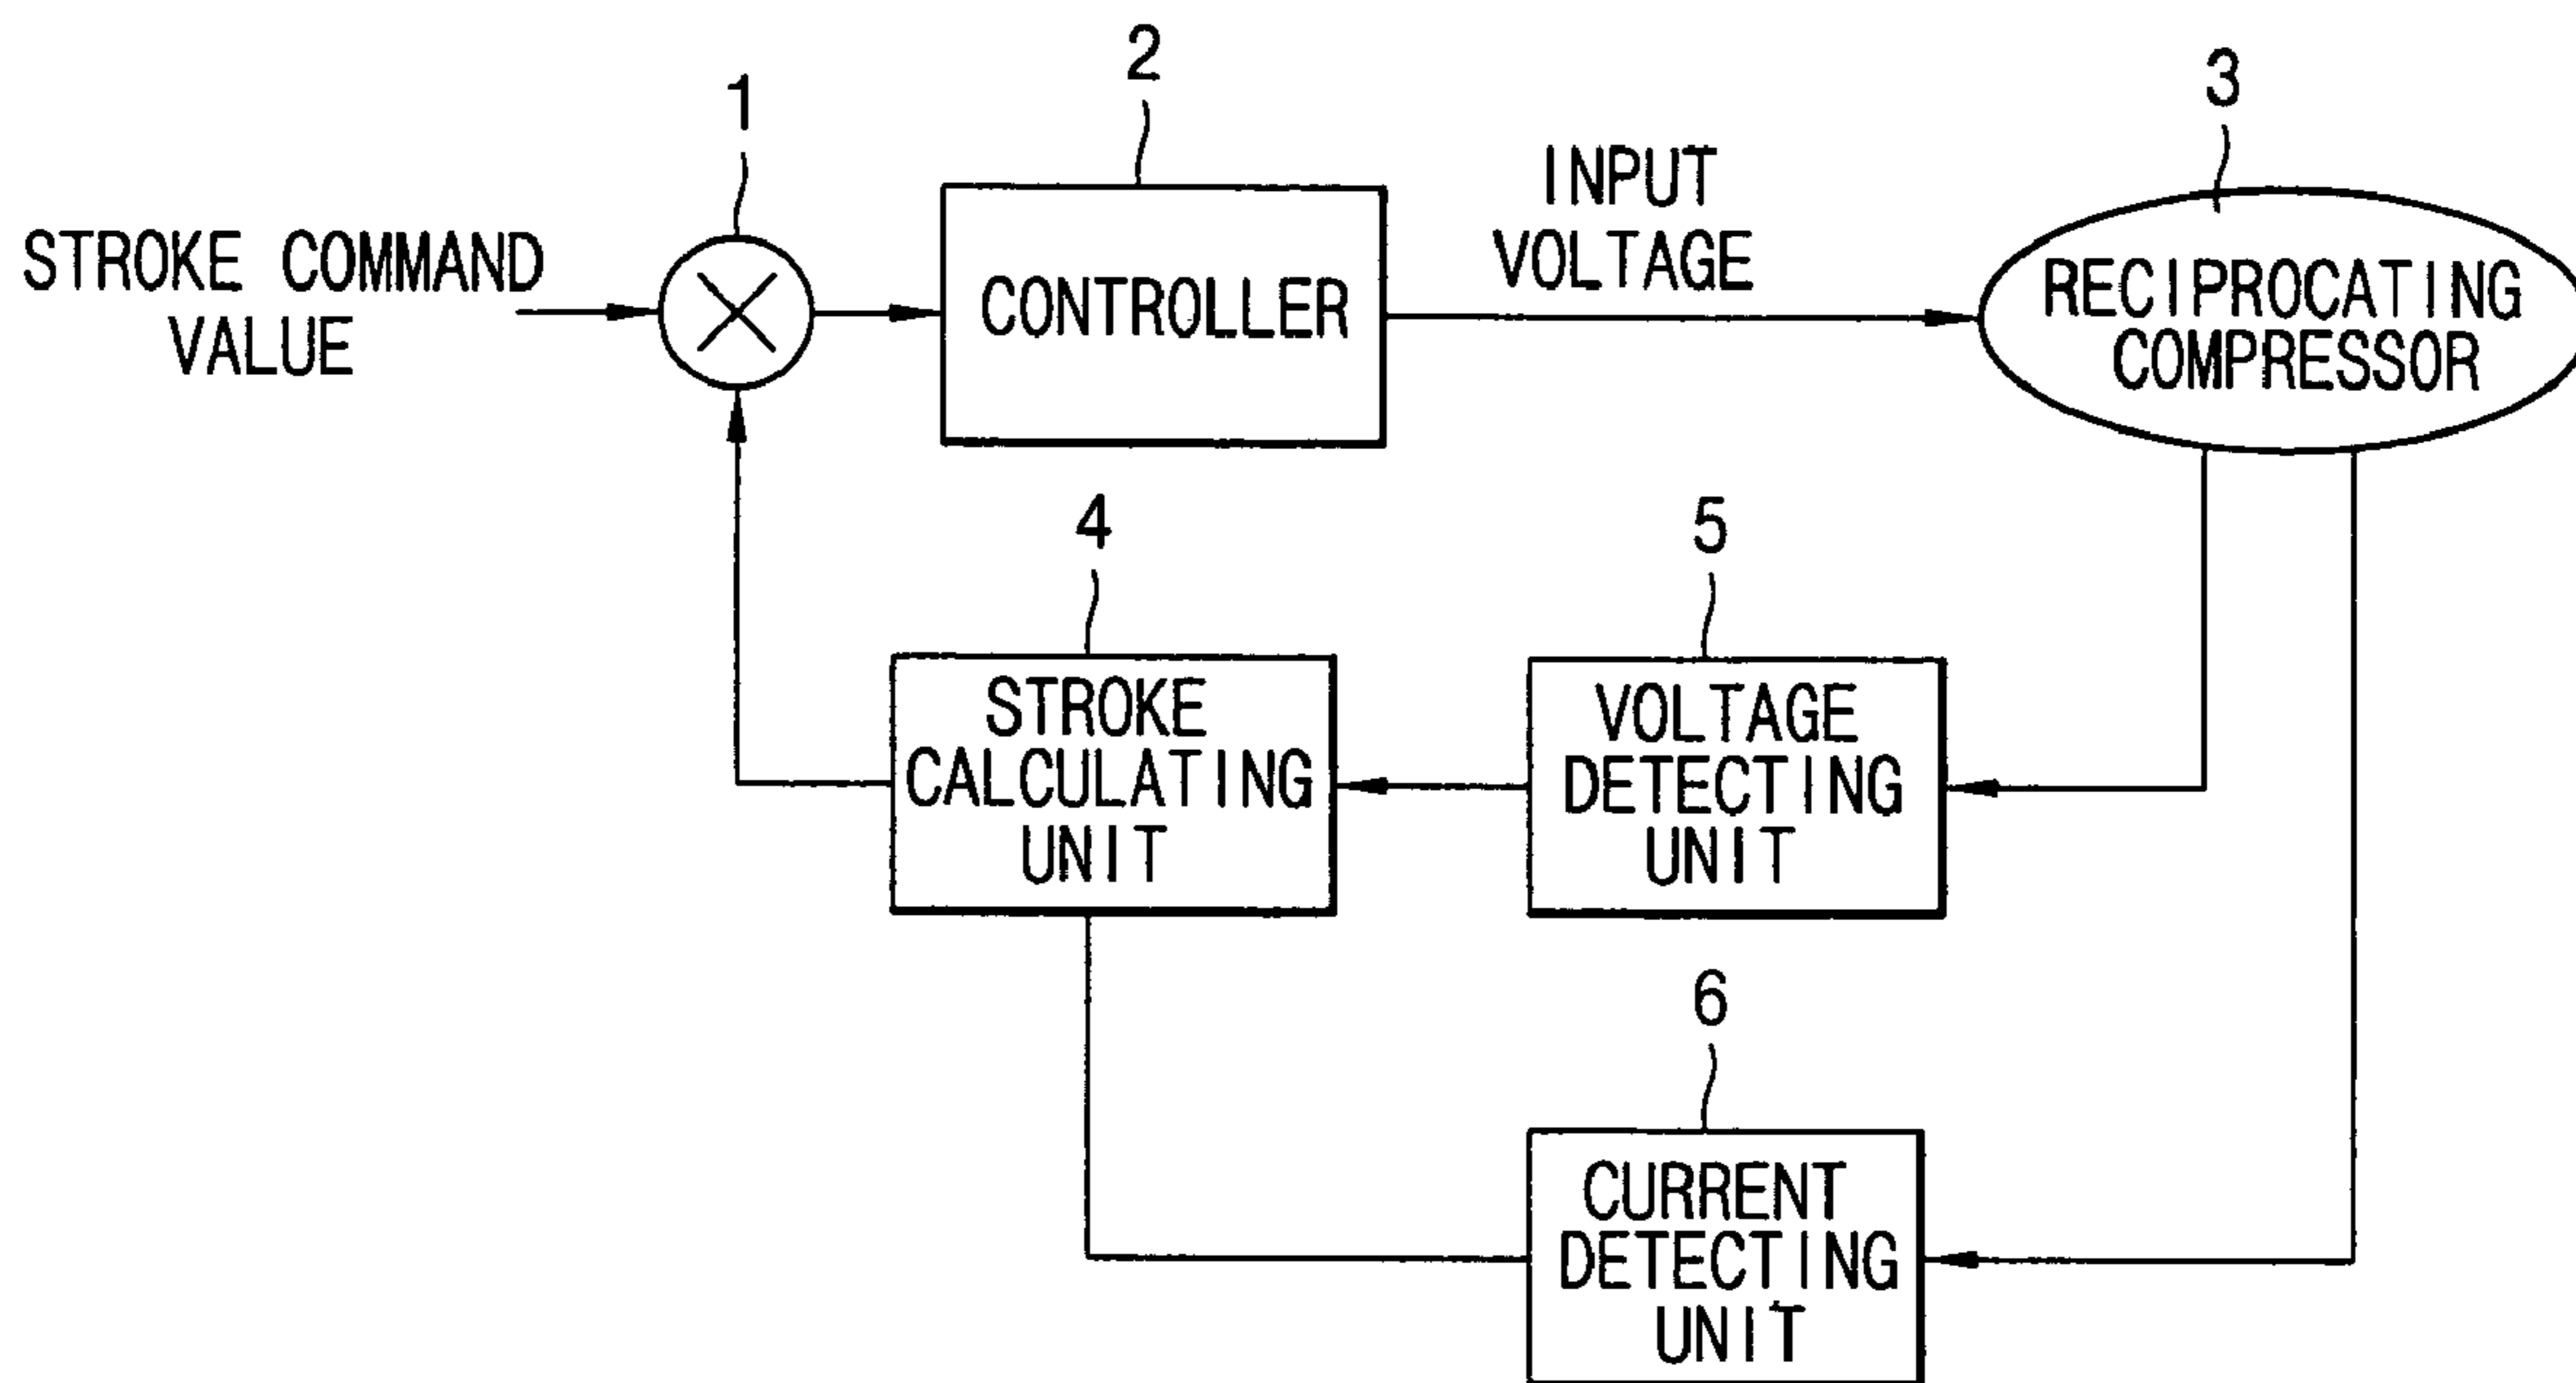 1
2
3
STROKE COMMAND
VALUE
CONTROLLER
INPUT
VOLTAGE
RECIPROCATING
COMPRESSOR
4
5
STROKE
CALCULATING
UNIT
VOLTAGE
DETECTING
UNIT
6
CURRENT
DETECTING
UNIT